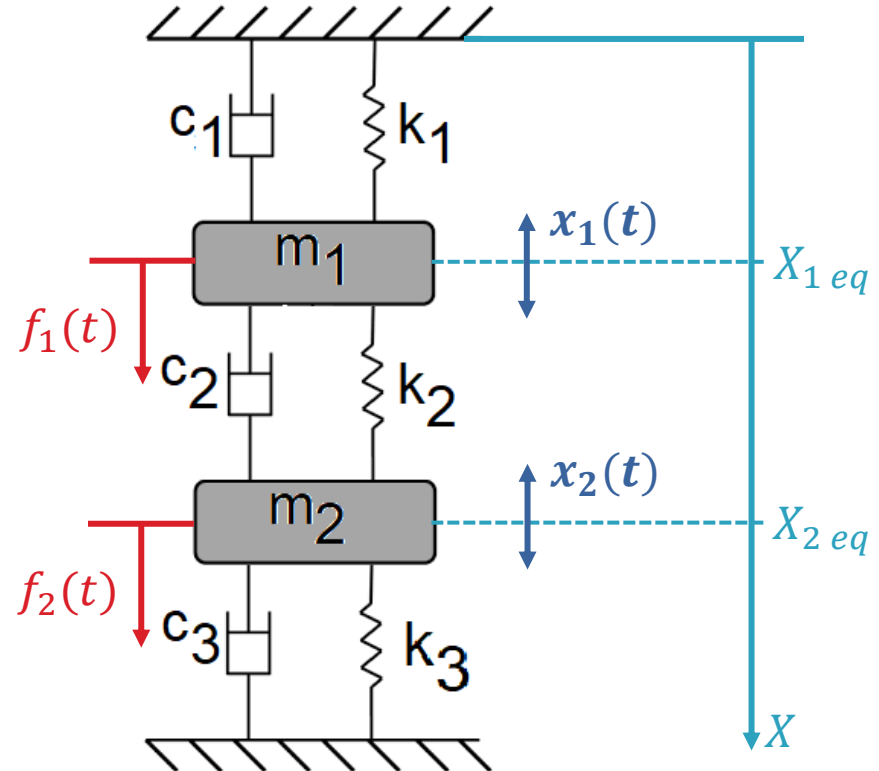 c1
k1
x1(t)
m1
X1 eq
f1(t)
c2
k2
x2(t)
m2
X2 eq
f2(t)
c3
k3
X